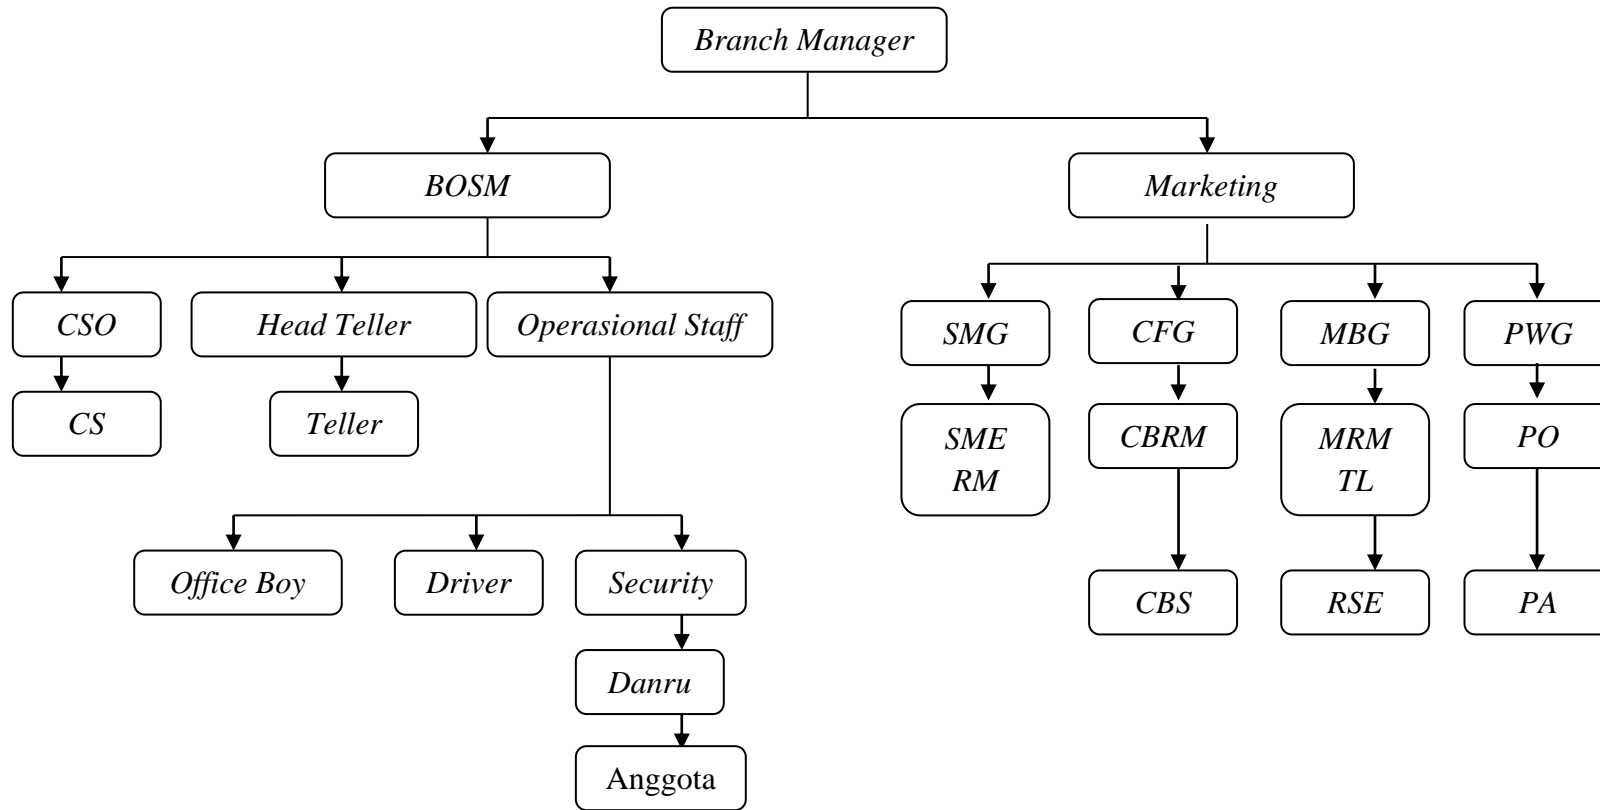 Branch Manager
BOSM
Marketing
CSO
Head Teller
Operasional Staff
SMG
CFG
MBG
PWG
CS
Teller
SME
RM
CBRM
MRM
TL
PO
Office Boy
Driver
Security
CBS
RSE
PA
Danru
Anggota